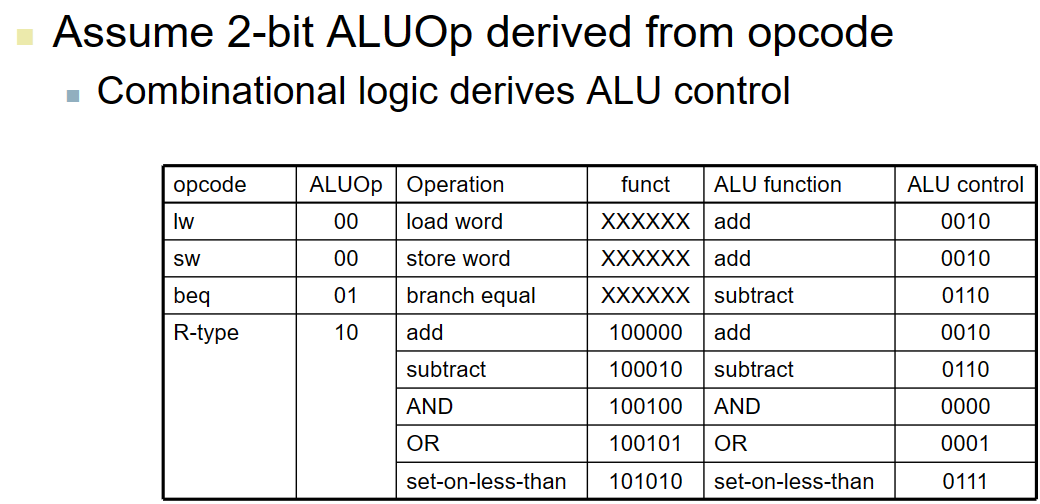 Assume 2-bit ALUOp derived from opcode
Combinational logic derives ALU control
opcode ALUOp Operation funct ALU function ALU control
lw 00 load word XXXXXX add 0010
sw 00 store word XXXXXX add 0010
beq 01 branch equal XXXXXX subtract 0110
R-type 10 add 100000 add 0010
subtract 100010 subtract 0110
AND 100100 AND 0000
OR 100101 OR 0001
set-on-less-than 101010 set-on-less-than 0111